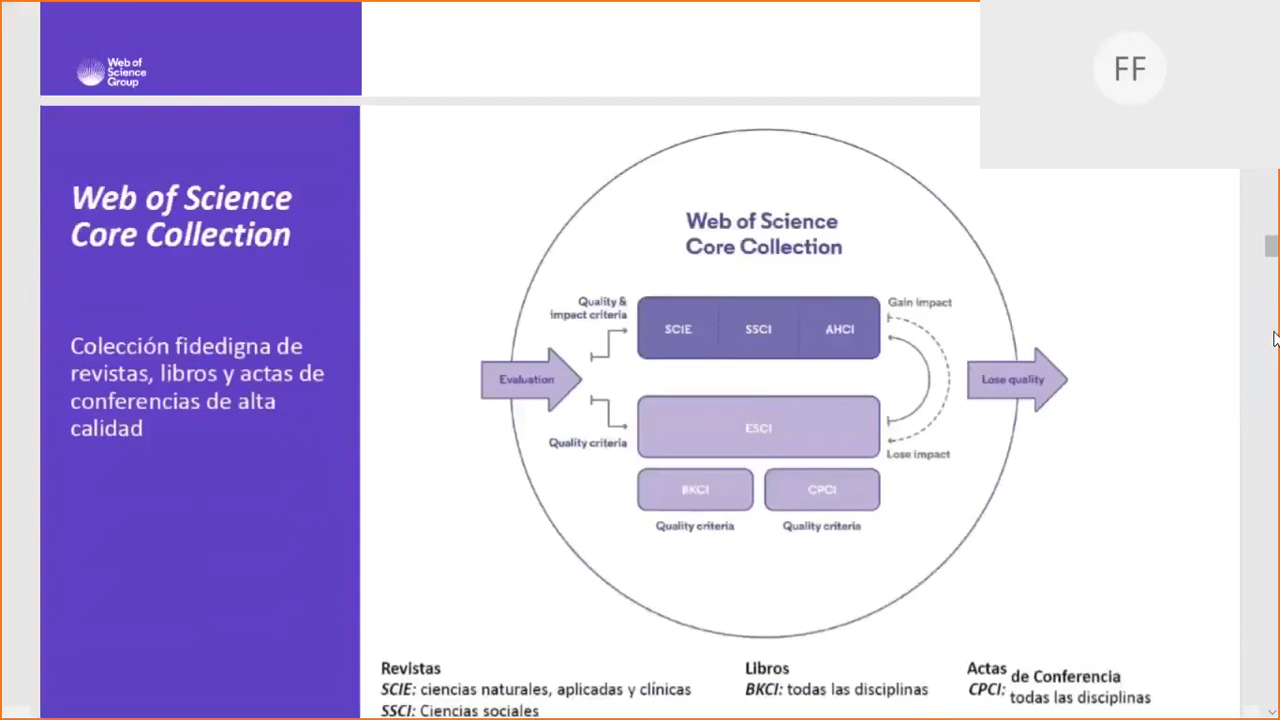 Web of
Science
Group
FF
Web of Science
Core Collection
Colección fidedigna de
revistas, libros y actas de
conferencias de alta
calidad
Web of Science
Core Collection
Quality &
impact criteria
SCIE
SSCI
AHCI
Gain impact
Evaluation
Lose quality
Quality criteria
ESCI
Lose impact
BKCI
CPCI
Quality criteria
Quality criteria
Revistas
SCIE: ciencias naturales, aplicadas y clínicas
SSCI: Ciencias sociales
Libros
BKCI: todas las disciplinas
Actas de Conferencia
CPCI: todas las disciplinas